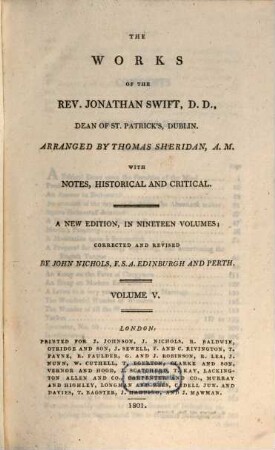 THE
WORKS
OF THE
REV. JONATHAN SWIFT, D. D.,
DEAN OF ST. PATRICK'S, DUBLIN.
ARRANGED BY THOMAS SHERIDAN, A. M.
WITH
NOTES, HISTORICAL AND CRITICAL.
A NEW EDITION, IN NINETEEN VOLUMES;
CORRECTED AND REVISED
BY JOHN NICHOLS, F. S. A. EDINBURGH AND PERTH.
VOLUME V.
LONDON:
PRINTED FOR J. JOHNSON, J. NICHOLS, R. BALDWIN,
OTRIDGE AND SON, J. SEWELL, F. AND C. RIVINGTON, T.
PAYNE, R. FAULDER, G. AND J. ROBINSON, R. LEA, J.
NUNN, W. CUTHELL, T. EGERTON, CLARKE AND SON,
VERNOR AND HOOD, J. SCATCHERD, T. KAY, LACKING-
TON ALLEN AND CO. CARPENTER AND CO., MURRAY
AND HIGHLEY, LONGMAN AND REES, CADELL JUN. AND
DAVIES, T. BAGSTER, J. HARDING, AND J. MAWMAN.
1801.